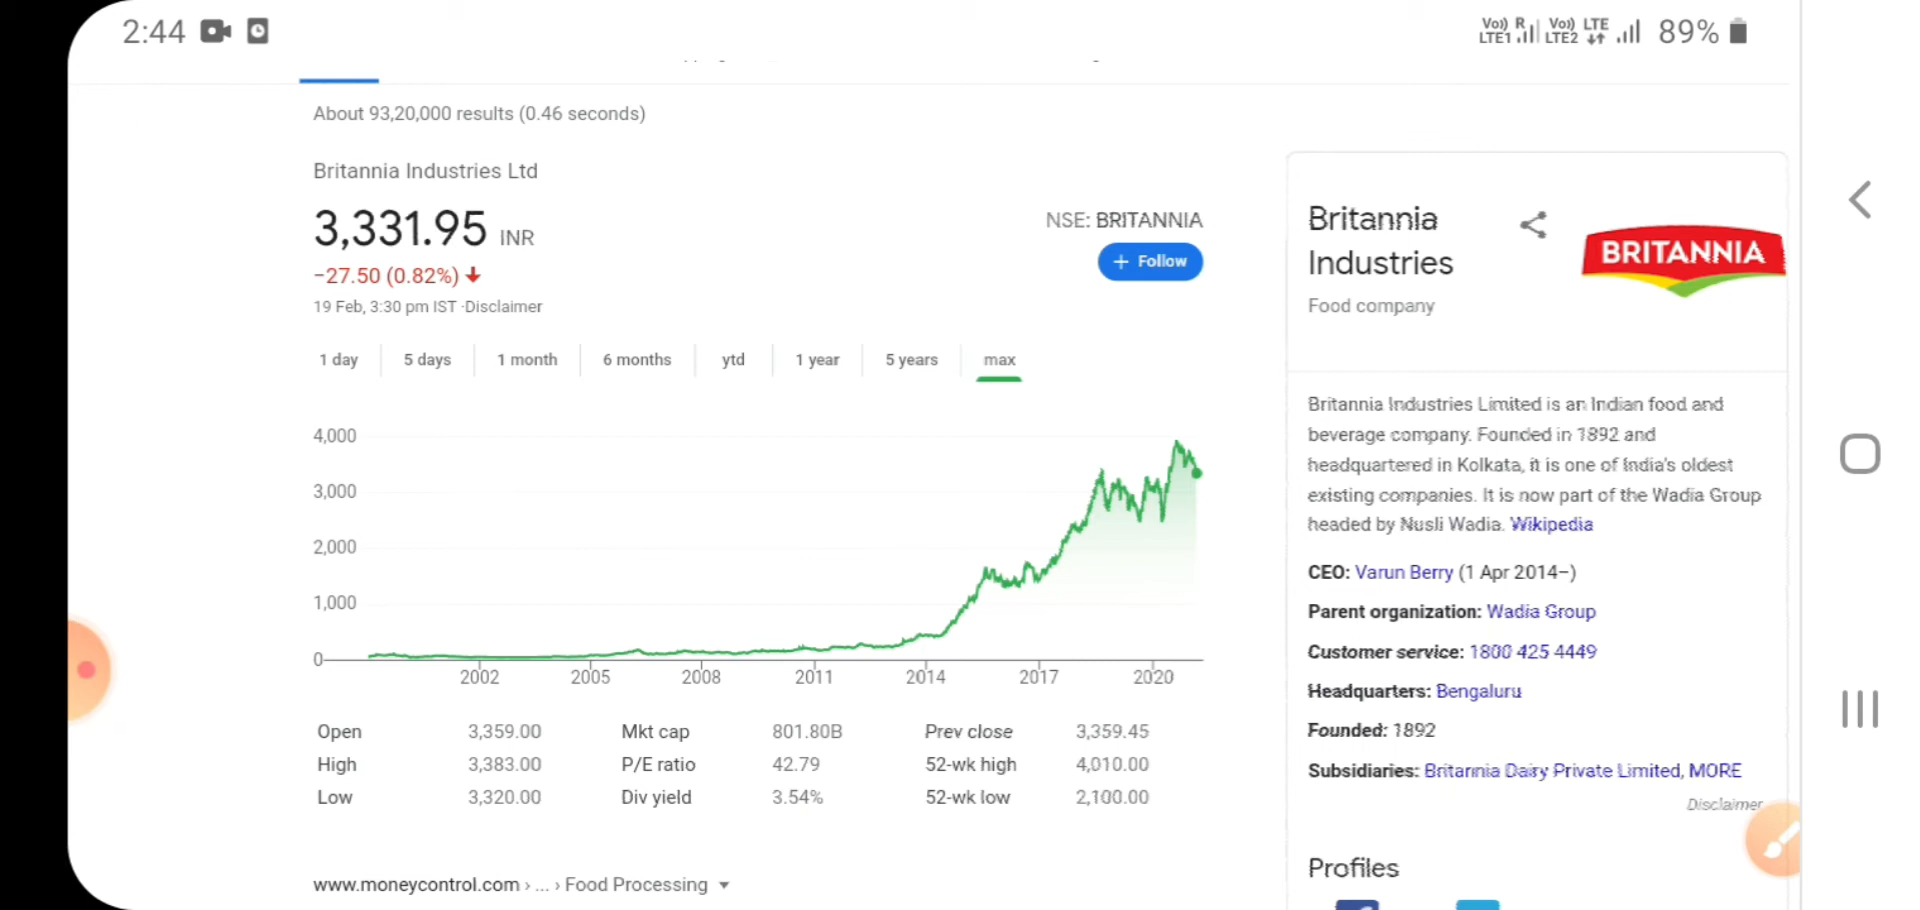 2:44
Vo)) R Vo)) LTE
LTE1 LTE2 89%
About 93,20,000 results (0.46 seconds)
Britannia Industries Ltd
3,331.95 INR
−27.50 (0.82%)
19 Feb, 3:30 pm IST ·Disclaimer
NSE: BRITANNIA
+ Follow
1 day 5 days 1 month 6 months ytd 1 year 5 years max
4,000
3,000
2,000
1,000
0
2002 2005 2008 2011 2014 2017 2020
Open 3,359.00 Mkt cap 801.80B Prev close 3,359.45
High 3,383.00 P/E ratio 42.79 52-wk high 4,010.00
Low 3,320.00 Div yield 3.54% 52-wk low 2,100.00
www.moneycontrol.com › ... › Food Processing
Britannia
Industries
Food company
BRITANNIA
Britannia Industries Limited is an Indian food and
beverage company. Founded in 1892 and
headquartered in Kolkata, it is one of India's oldest
existing companies. It is now part of the Wadia Group
headed by Nusli Wadia. Wikipedia
CEO: Varun Berry (1 Apr 2014–)
Parent organization: Wadia Group
Customer service: 1800 425 4449
Headquarters: Bengaluru
Founded: 1892
Subsidiaries: Britannia Dairy Private Limited, MORE
Disclaimer
Profiles